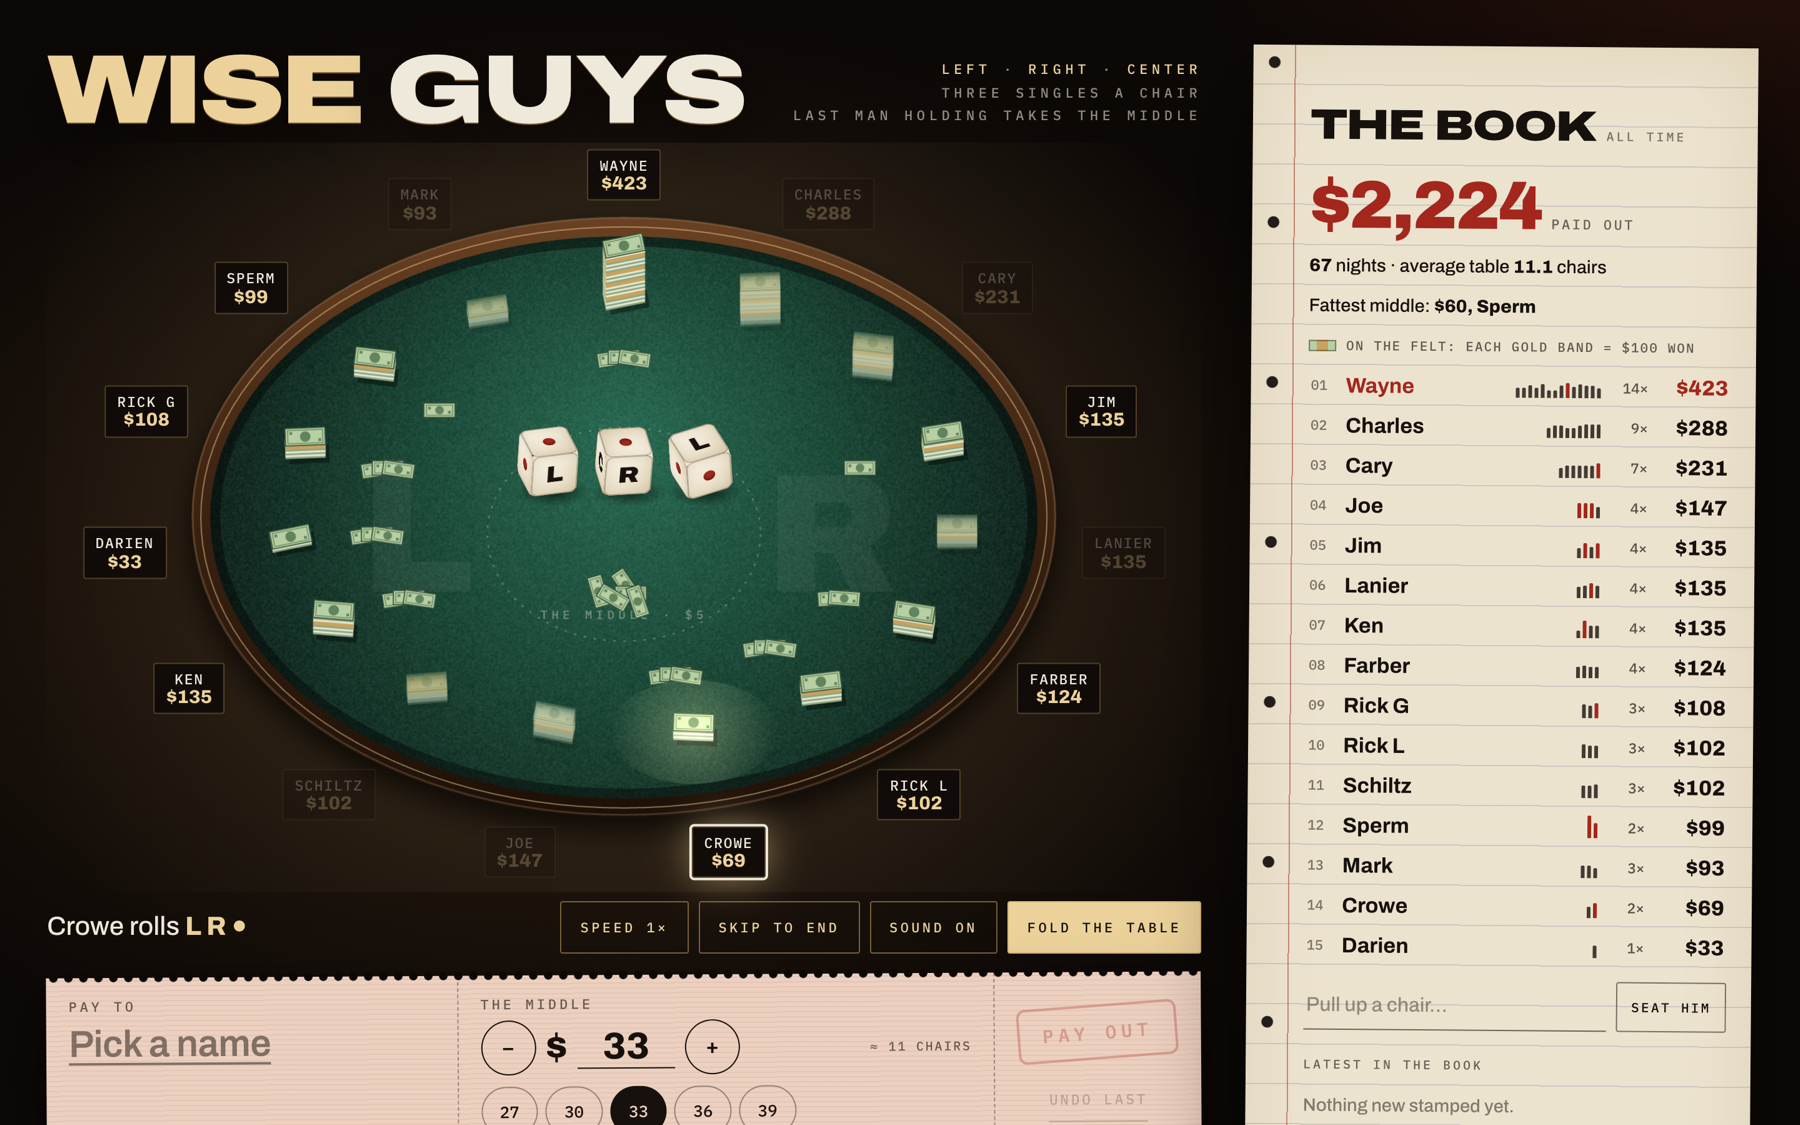 WISE GUYS
LEFT · RIGHT · CENTER
THREE SINGLES A CHAIR
LAST MAN HOLDING TAKES THE MIDDLE
WAYNE
$423
MARK
$93
CHARLES
$288
SPERM
$99
CARY
$231
RICK G
$108
JIM
$135
L R L
L R
DARIEN
$33
LANIER
$135
THE MIDDLE · $5
KEN
$135
FARBER
$124
SCHILTZ
$102
RICK L
$102
JOE
$147
CROWE
$69
Crowe rolls L R •
SPEED 1×
SKIP TO END
SOUND ON
FOLD THE TABLE
PAY TO
Pick a name
THE MIDDLE
− $ 33 +
≈ 11 CHAIRS
27 30 33 36 39
PAY OUT
UNDO LAST
THE BOOK ALL TIME
$2,224 PAID OUT
67 nights · average table 11.1 chairs
Fattest middle: $60, Sperm
ON THE FELT: EACH GOLD BAND = $100 WON
01 Wayne 14× $423
02 Charles 9× $288
03 Cary 7× $231
04 Joe 4× $147
05 Jim 4× $135
06 Lanier 4× $135
07 Ken 4× $135
08 Farber 4× $124
09 Rick G 3× $108
10 Rick L 3× $102
11 Schiltz 3× $102
12 Sperm 2× $99
13 Mark 3× $93
14 Crowe 2× $69
15 Darien 1× $33
Pull up a chair...
SEAT HIM
LATEST IN THE BOOK
Nothing new stamped yet.